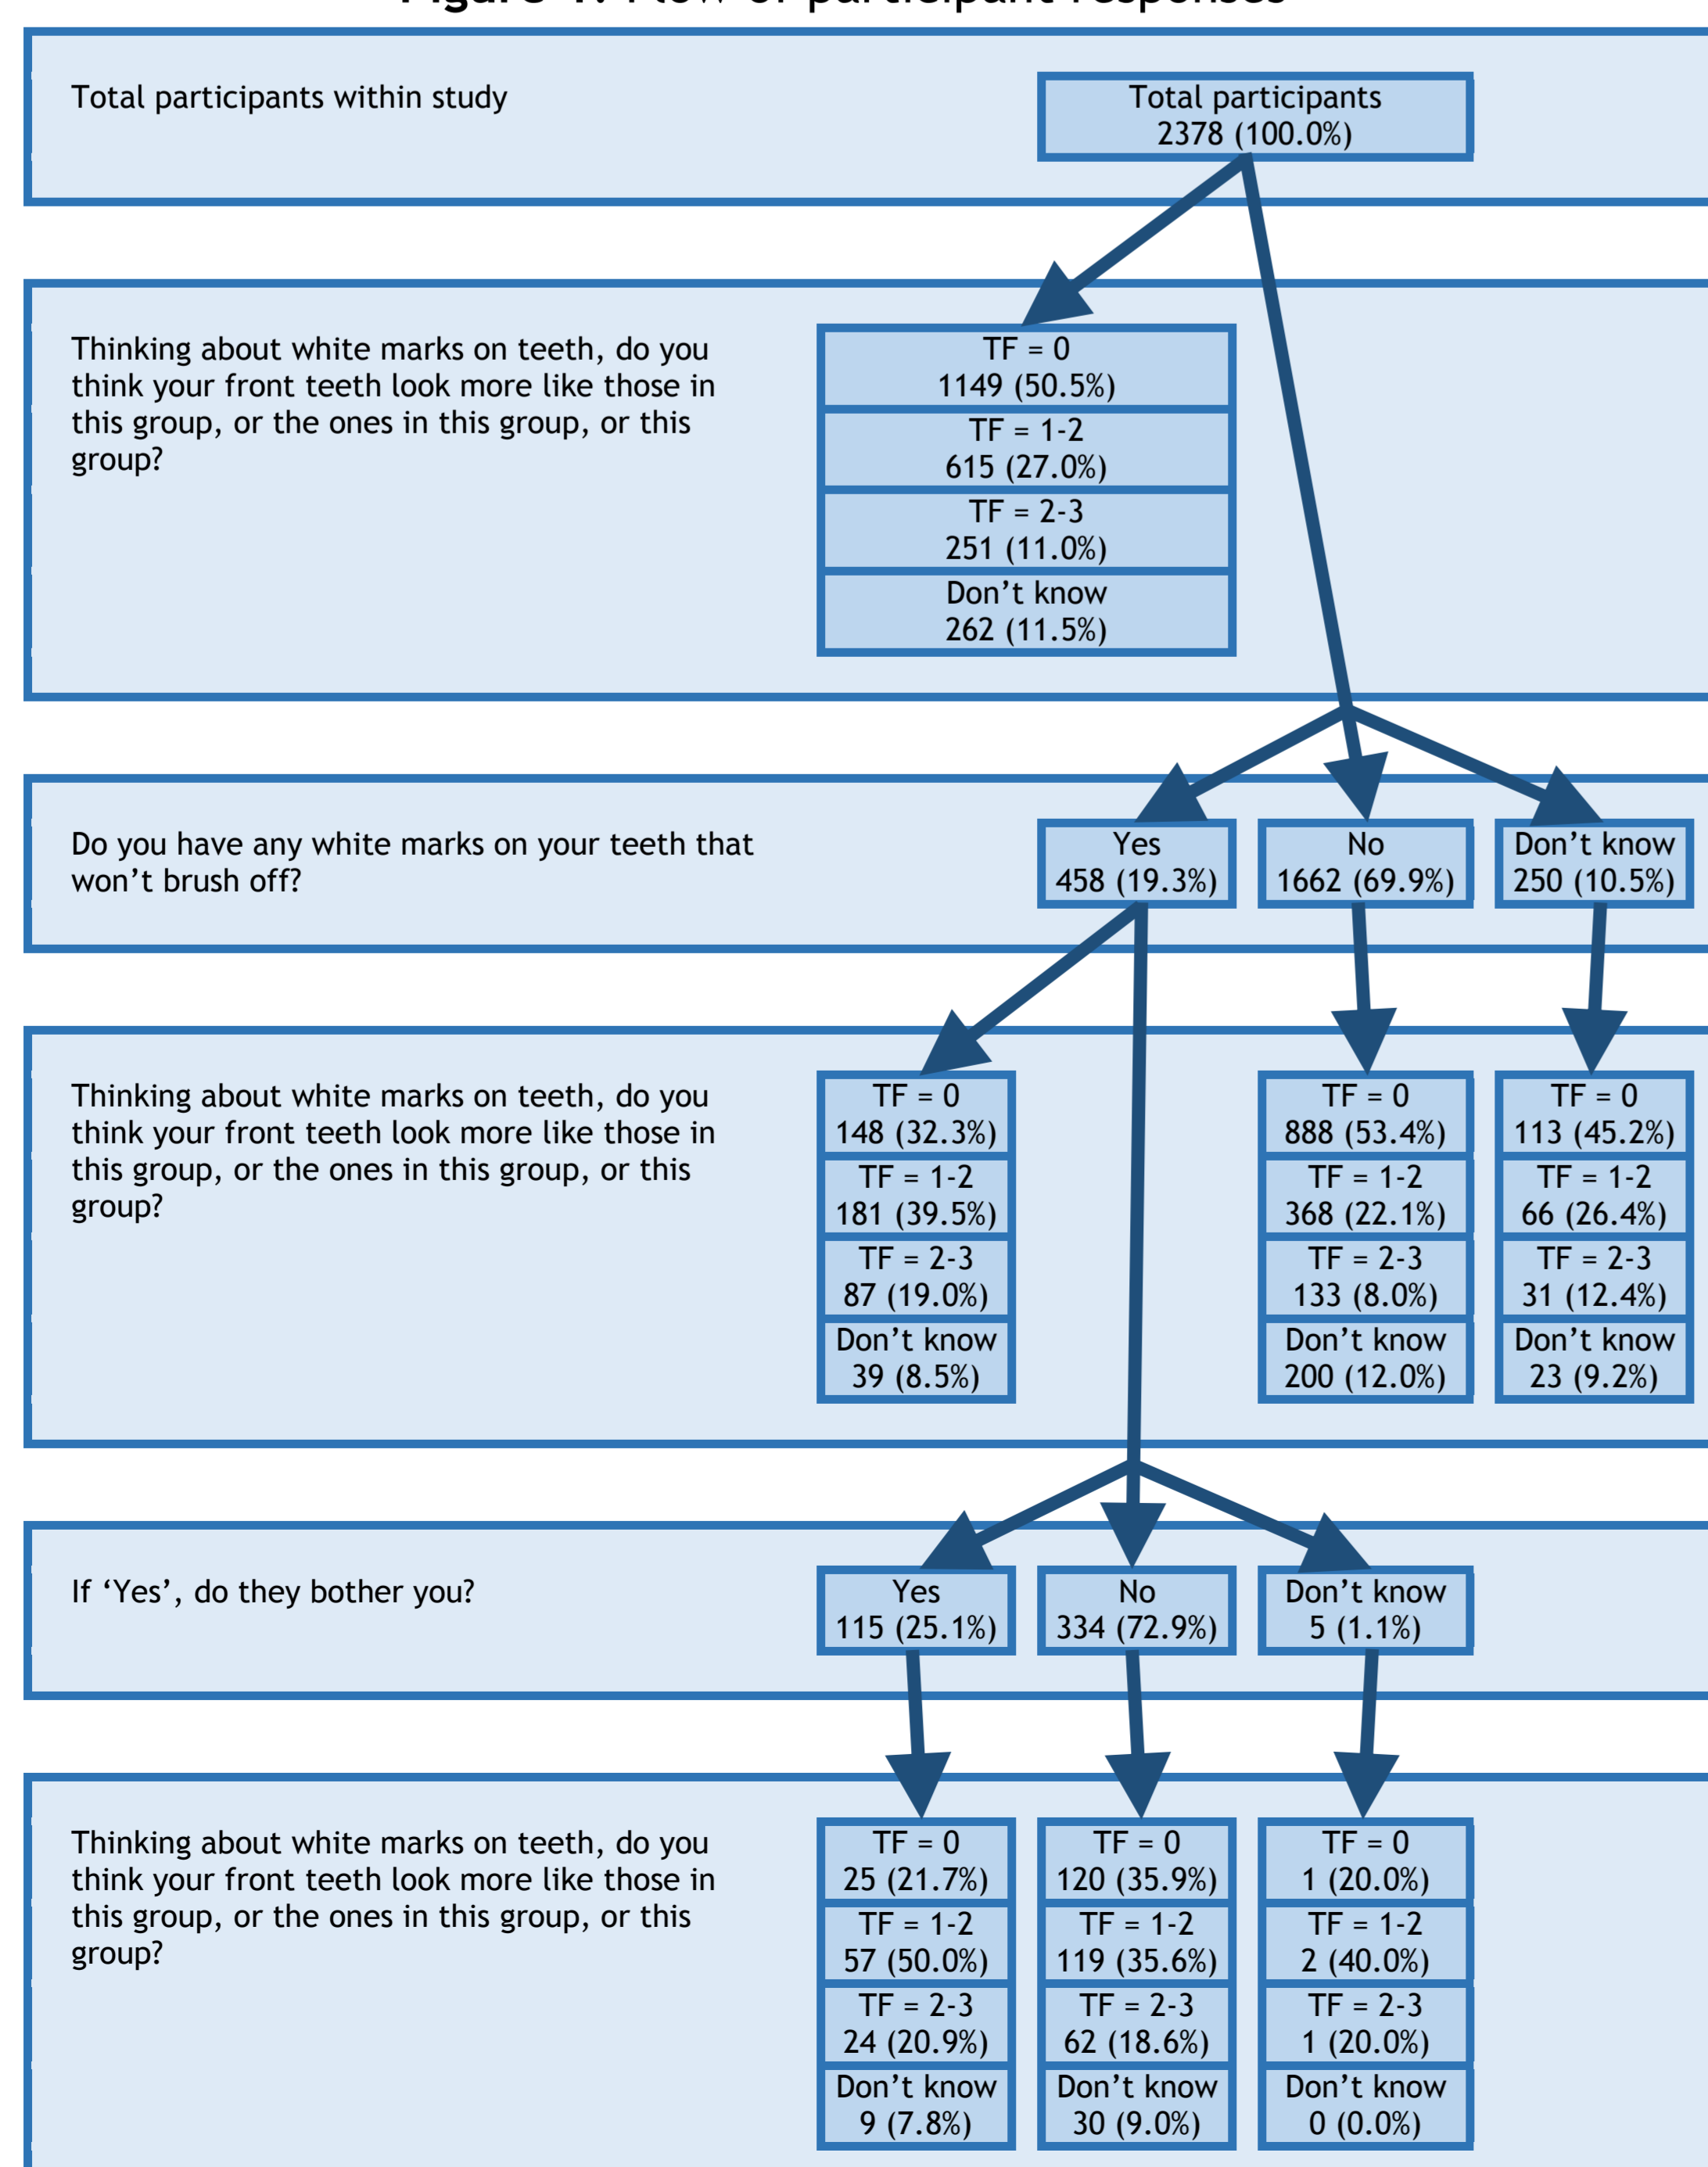 Figure 1. Flow of participant responses
Total participants within study
Total participants
2378 (100.0%)
Thinking about white marks on teeth, do you
think your front teeth look more like those in
this group, or the ones in this group, or this
group?
TF = 0
1149 (50.5%)
TF = 1-2
615 (27.0%)
TF = 2-3
251 (11.0%)
Don’t know
262 (11.5%)
Do you have any white marks on your teeth that
won’t brush off?
Yes
458 (19.3%)
No
1662 (69.9%)
Don’t know
250 (10.5%)
Thinking about white marks on teeth, do you
think your front teeth look more like those in
this group, or the ones in this group, or this
group?
TF = 0
148 (32.3%)
TF = 1-2
181 (39.5%)
TF = 2-3
87 (19.0%)
Don’t know
39 (8.5%)
TF = 0
888 (53.4%)
TF = 1-2
368 (22.1%)
TF = 2-3
133 (8.0%)
Don’t know
200 (12.0%)
TF = 0
113 (45.2%)
TF = 1-2
66 (26.4%)
TF = 2-3
31 (12.4%)
Don’t know
23 (9.2%)
If ‘Yes’, do they bother you?
Yes
115 (25.1%)
No
334 (72.9%)
Don’t know
5 (1.1%)
Thinking about white marks on teeth, do you
think your front teeth look more like those in
this group, or the ones in this group, or this
group?
TF = 0
25 (21.7%)
TF = 1-2
57 (50.0%)
TF = 2-3
24 (20.9%)
Don’t know
9 (7.8%)
TF = 0
120 (35.9%)
TF = 1-2
119 (35.6%)
TF = 2-3
62 (18.6%)
Don’t know
30 (9.0%)
TF = 0
1 (20.0%)
TF = 1-2
2 (40.0%)
TF = 2-3
1 (20.0%)
Don’t know
0 (0.0%)